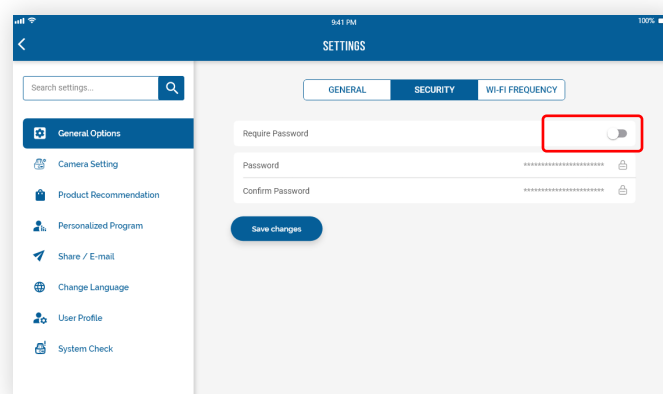 9:41 PM
100%
SETTINGS
Search settings...
GENERAL
SECURITY
WI-FI FREQUENCY
General Options
Camera Setting
Product Recommendation
Personalized Program
Share / E-mail
Change Language
User Profile
System Check
Require Password
Password ************************
Confirm Password ************************
Save changes